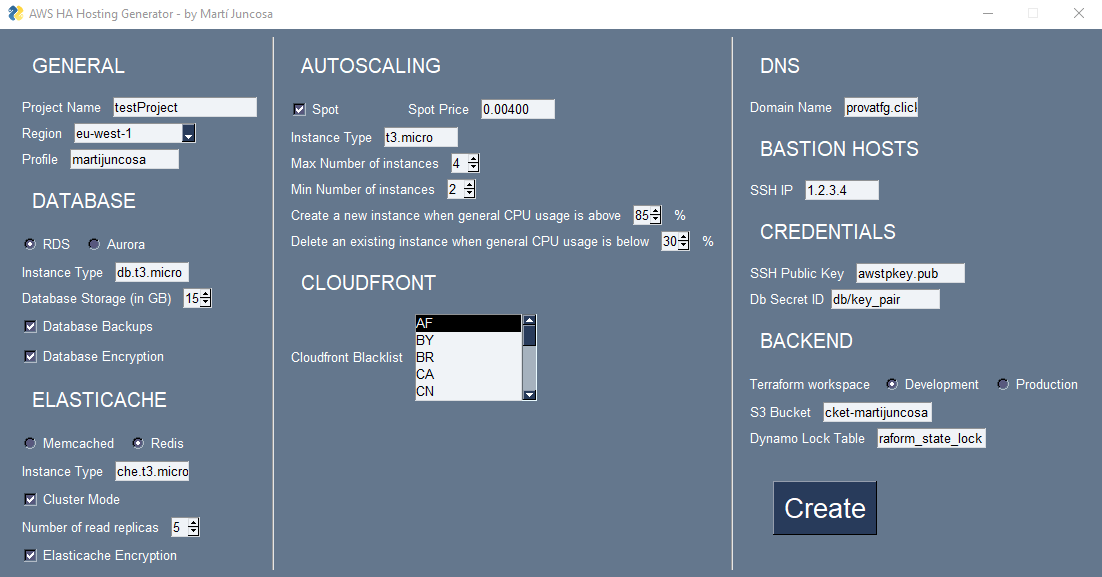 AWS HA Hosting Generator - by Martí Juncosa
GENERAL
Project Name testProject
Region eu-west-1
Profile martijuncosa
DATABASE
RDS Aurora
Instance Type db.t3.micro
Database Storage (in GB) 15
Database Backups
Database Encryption
ELASTICACHE
Memcached Redis
Instance Type che.t3.micro
Cluster Mode
Number of read replicas 5
Elasticache Encryption
AUTOSCALING
Spot Spot Price 0.00400
Instance Type t3.micro
Max Number of instances 4
Min Number of instances 2
Create a new instance when general CPU usage is above 85 %
Delete an existing instance when general CPU usage is below 30 %
CLOUDFRONT
Cloudfront Blacklist
AF
BY
BR
CA
CN
DNS
Domain Name provatfg.click
BASTION HOSTS
SSH IP 1.2.3.4
CREDENTIALS
SSH Public Key awstpkey.pub
Db Secret ID db/key_pair
BACKEND
Terraform workspace Development Production
S3 Bucket cket-martijuncosa
Dynamo Lock Table raform_state_lock
Create